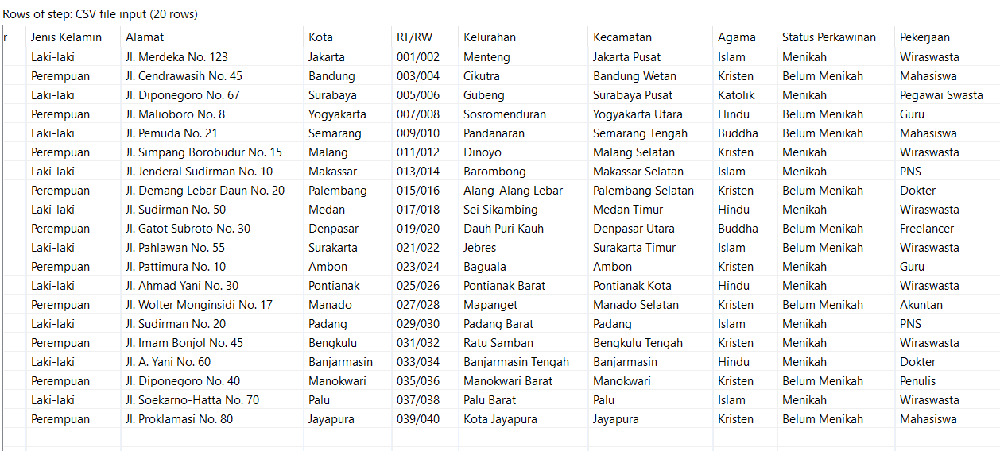 Rows of step: CSV file input (20 rows)
r Jenis Kelamin Alamat Kota RT/RW Kelurahan Kecamatan Agama Status Perkawinan Pekerjaan
Laki-laki Jl. Merdeka No. 123 Jakarta 001/002 Menteng Jakarta Pusat Islam Menikah Wiraswasta
Perempuan Jl. Cendrawasih No. 45 Bandung 003/004 Cikutra Bandung Wetan Kristen Belum Menikah Mahasiswa
Laki-laki Jl. Diponegoro No. 67 Surabaya 005/006 Gubeng Surabaya Pusat Katolik Menikah Pegawai Swasta
Perempuan Jl. Malioboro No. 8 Yogyakarta 007/008 Sosromenduran Yogyakarta Utara Hindu Belum Menikah Guru
Laki-laki Jl. Pemuda No. 21 Semarang 009/010 Pandanaran Semarang Tengah Buddha Belum Menikah Mahasiswa
Perempuan Jl. Simpang Borobudur No. 15 Malang 011/012 Dinoyo Malang Selatan Kristen Menikah Wiraswasta
Laki-laki Jl. Jenderal Sudirman No. 10 Makassar 013/014 Barombong Makassar Selatan Islam Menikah PNS
Perempuan Jl. Demang Lebar Daun No. 20 Palembang 015/016 Alang-Alang Lebar Palembang Selatan Kristen Belum Menikah Dokter
Laki-laki Jl. Sudirman No. 50 Medan 017/018 Sei Sikambing Medan Timur Hindu Menikah Wiraswasta
Perempuan Jl. Gatot Subroto No. 30 Denpasar 019/020 Dauh Puri Kauh Denpasar Utara Buddha Belum Menikah Freelancer
Laki-laki Jl. Pahlawan No. 55 Surakarta 021/022 Jebres Surakarta Timur Islam Belum Menikah Wiraswasta
Perempuan Jl. Pattimura No. 10 Ambon 023/024 Baguala Ambon Kristen Menikah Guru
Laki-laki Jl. Ahmad Yani No. 30 Pontianak 025/026 Pontianak Barat Pontianak Kota Hindu Menikah Wiraswasta
Perempuan Jl. Wolter Monginsidi No. 17 Manado 027/028 Mapanget Manado Selatan Kristen Belum Menikah Akuntan
Laki-laki Jl. Sudirman No. 20 Padang 029/030 Padang Barat Padang Islam Menikah PNS
Perempuan Jl. Imam Bonjol No. 45 Bengkulu 031/032 Ratu Samban Bengkulu Tengah Kristen Menikah Wiraswasta
Laki-laki Jl. A. Yani No. 60 Banjarmasin 033/034 Banjarmasin Tengah Banjarmasin Hindu Menikah Dokter
Perempuan Jl. Diponegoro No. 40 Manokwari 035/036 Manokwari Barat Manokwari Kristen Belum Menikah Penulis
Laki-laki Jl. Soekarno-Hatta No. 70 Palu 037/038 Palu Barat Palu Islam Menikah Wiraswasta
Perempuan Jl. Proklamasi No. 80 Jayapura 039/040 Kota Jayapura Jayapura Kristen Belum Menikah Mahasiswa